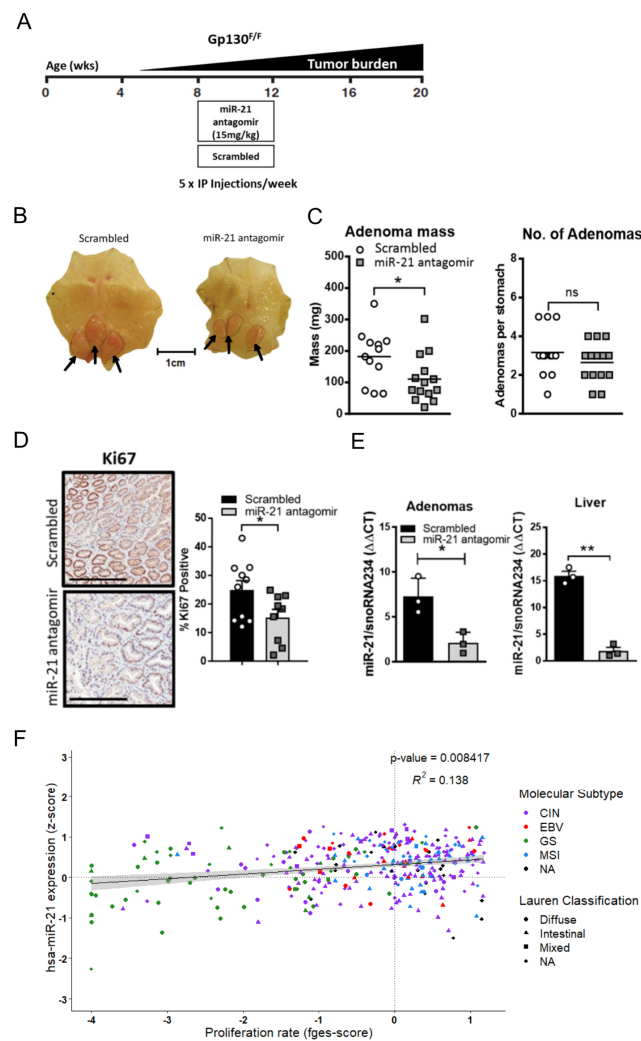 A
Gp130F/F
Age (wks)
Tumor burden
0 4 8 12 16 20
miR-21
antagomir
(15mg/kg)
Scrambled
5 x IP Injections/week
B
Scrambled
miR-21 antagomir
1cm
C
Adenoma mass
Scrambled
miR-21 antagomir
*
Mass (mg)
500
400
300
200
100
0
No. of Adenomas
ns
Adenomas per stomach
8
6
4
2
0
D
Ki67
Scrambled
miR-21 antagomir
Scrambled
miR-21 antagomir
*
%Ki67 Positive
50
40
30
20
10
0
E
Adenomas
Scrambled
miR-21 antagomir
*
miR-21/snoRNA234 (ΔΔCT)
15
10
5
0
Liver
**
miR-21/snoRNA234 (ΔΔCT)
25
20
15
10
5
0
F
p-value = 0.008417
R² = 0.138
hsa-miR-21 expression (z-score)
3
2
1
0
-1
-2
-3
-4 -3 -2 -1 0 1
Proliferation rate (fges-score)
Molecular Subtype
CIN
EBV
GS
MSI
NA
Lauren Classification
Diffuse
Intestinal
Mixed
NA